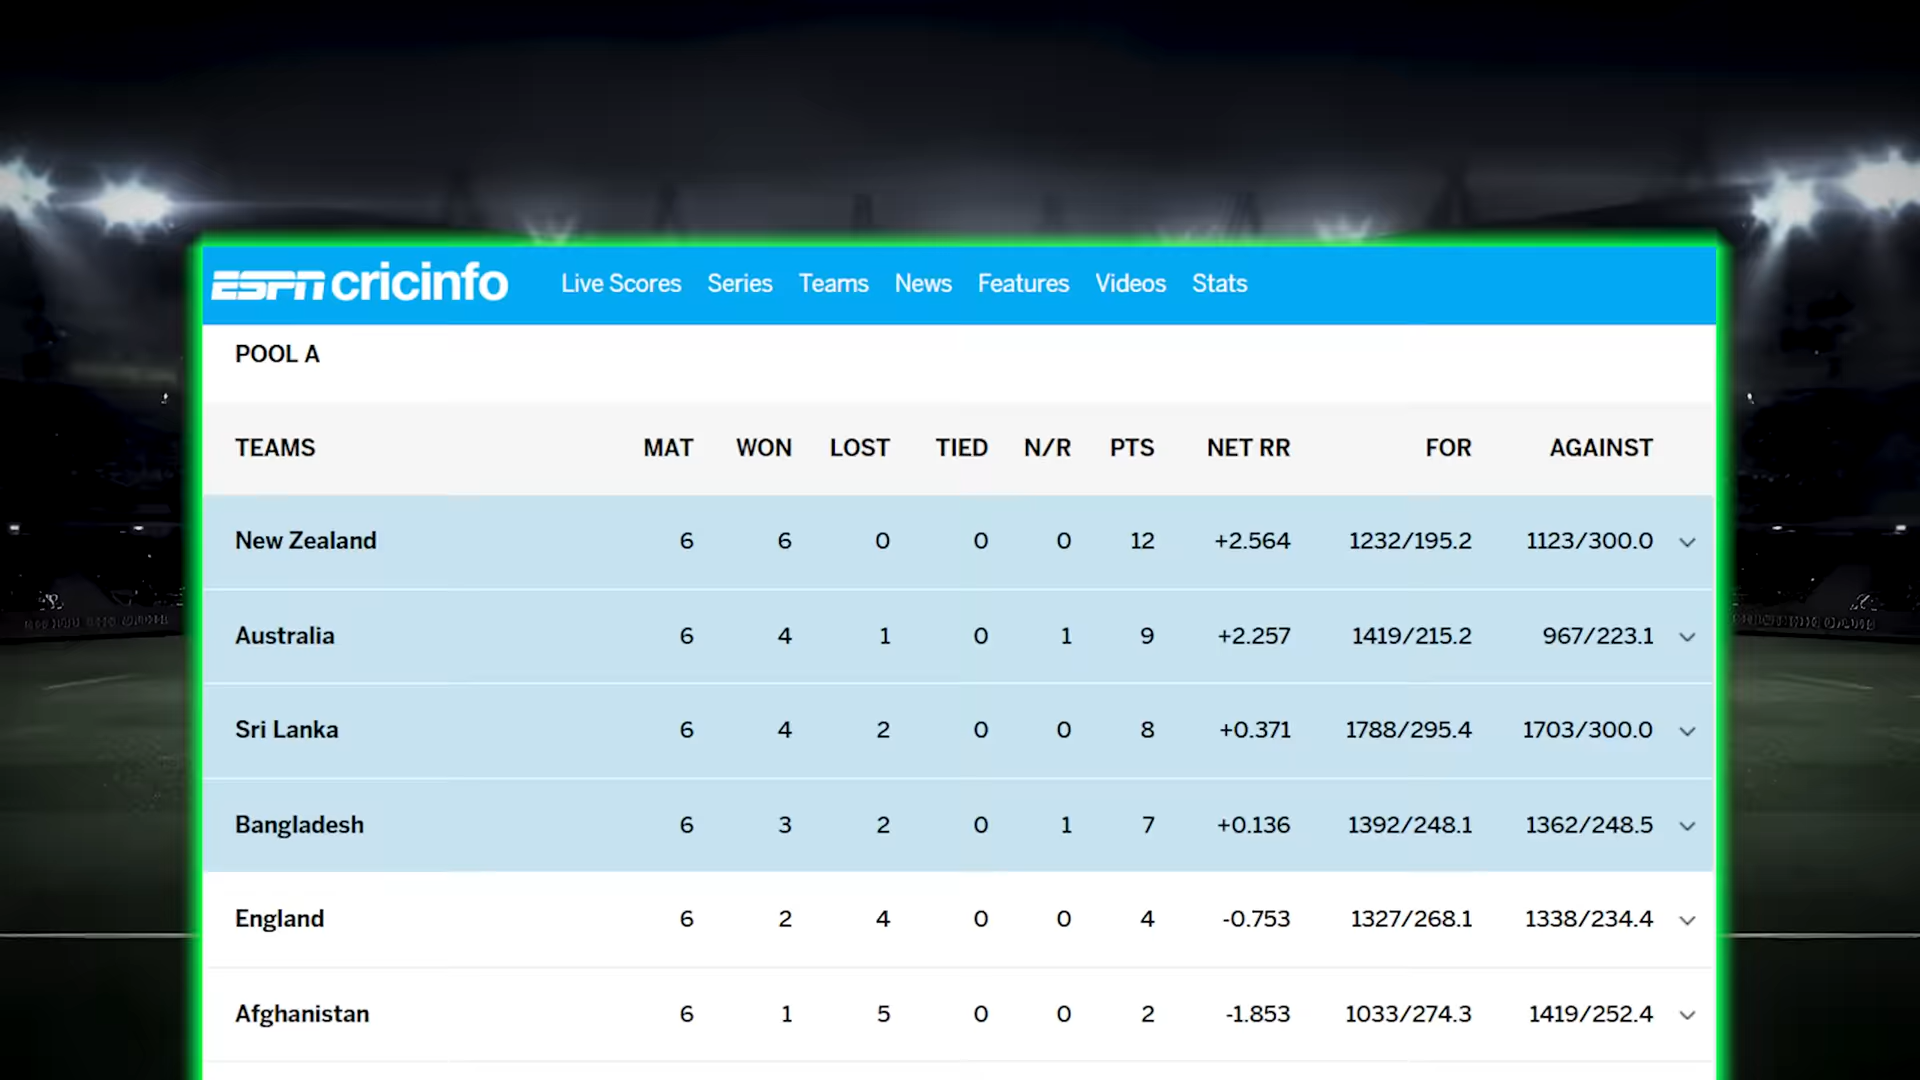 ESPN cricinfo Live Scores Series Teams News Features Videos Stats
POOL A
TEAMS MAT WON LOST TIED N/R PTS NET RR FOR AGAINST
New Zealand 6 6 0 0 0 12 +2.564 1232/195.2 1123/300.0
Australia 6 4 1 0 1 9 +2.257 1419/215.2 967/223.1
Sri Lanka 6 4 2 0 0 8 +0.371 1788/295.4 1703/300.0
Bangladesh 6 3 2 0 1 7 +0.136 1392/248.1 1362/248.5
England 6 2 4 0 0 4 -0.753 1327/268.1 1338/234.4
Afghanistan 6 1 5 0 0 2 -1.853 1033/274.3 1419/252.4